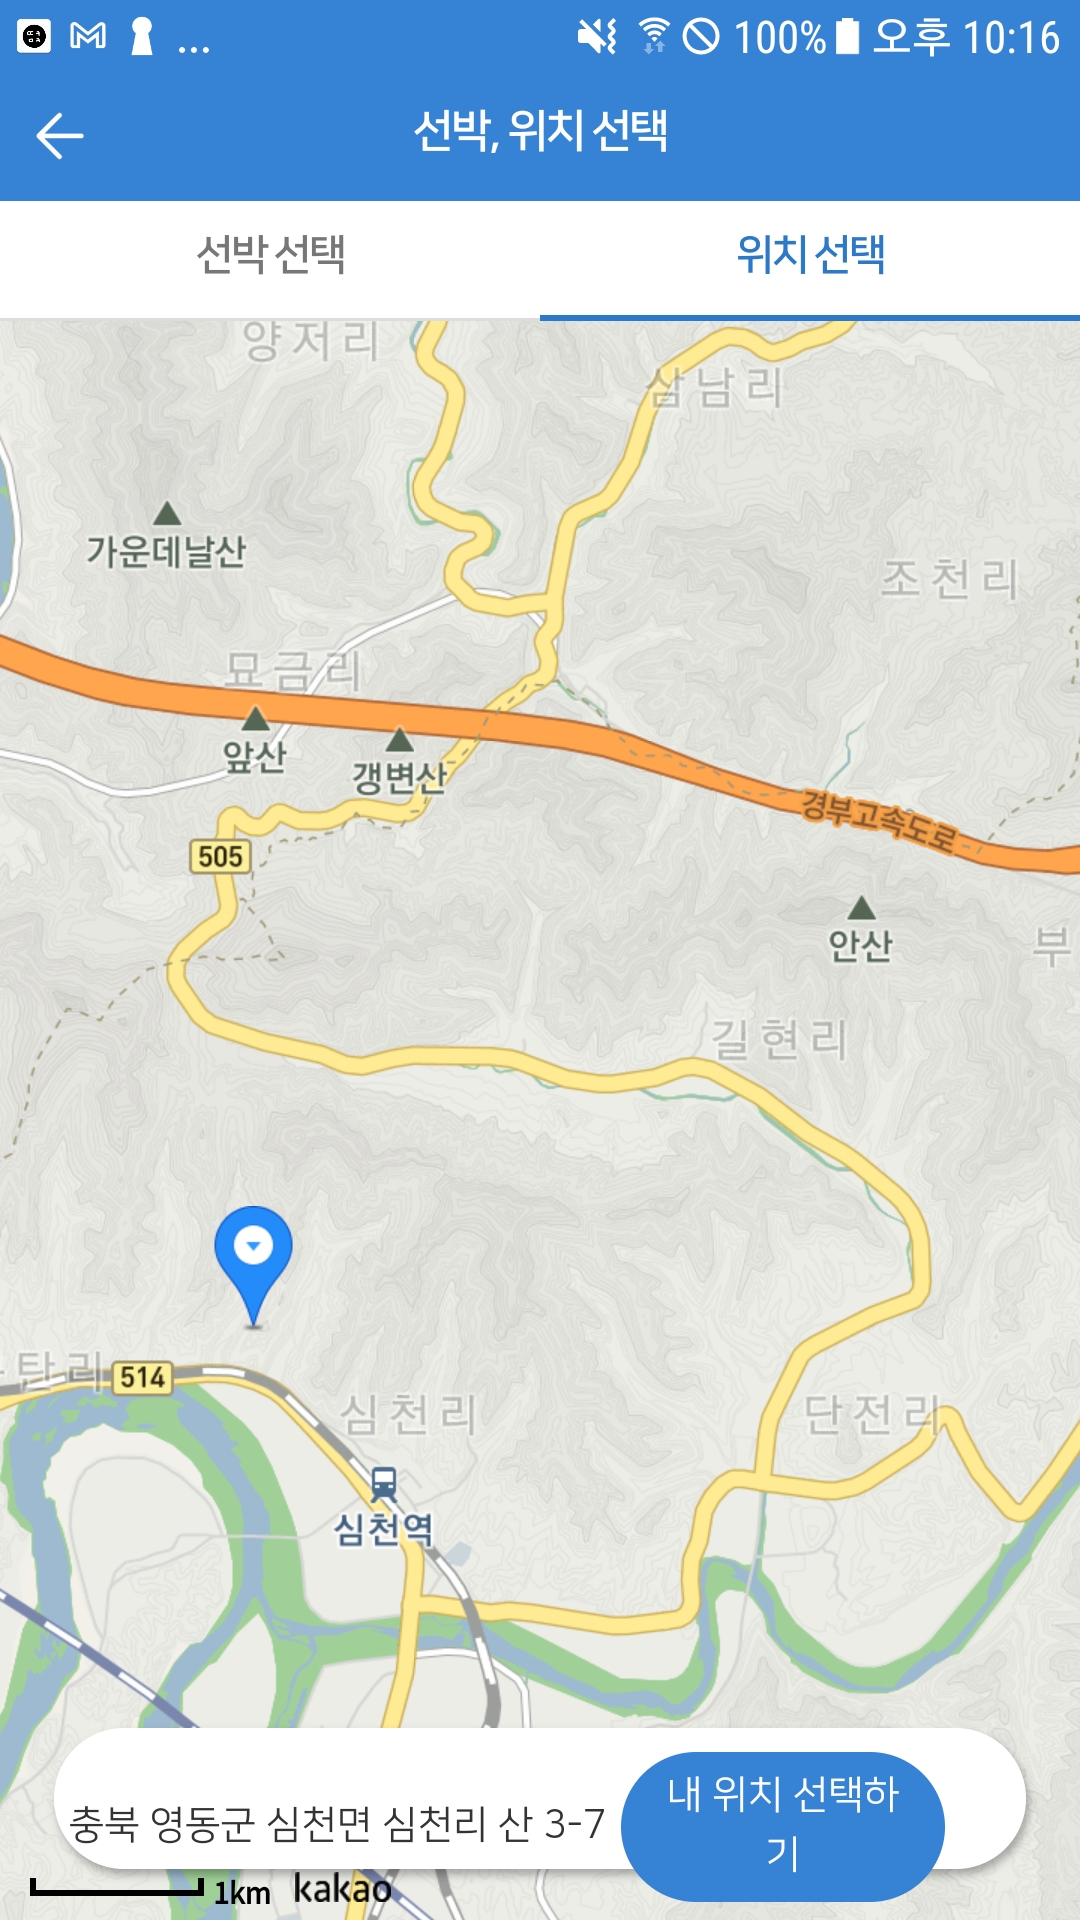 ... 100% 오후 10:16
선박, 위치 선택
선박 선택
위치 선택
양저리
삼남리
가운데날산
조천리
묘금리
앞산
갱변산
경부고속도로
505
안산
부
길현리
탄리
514
심천리
단전리
심천역
충북 영동군 심천면 심천리 산 3-7
내 위치 선택하
기
1km kakao